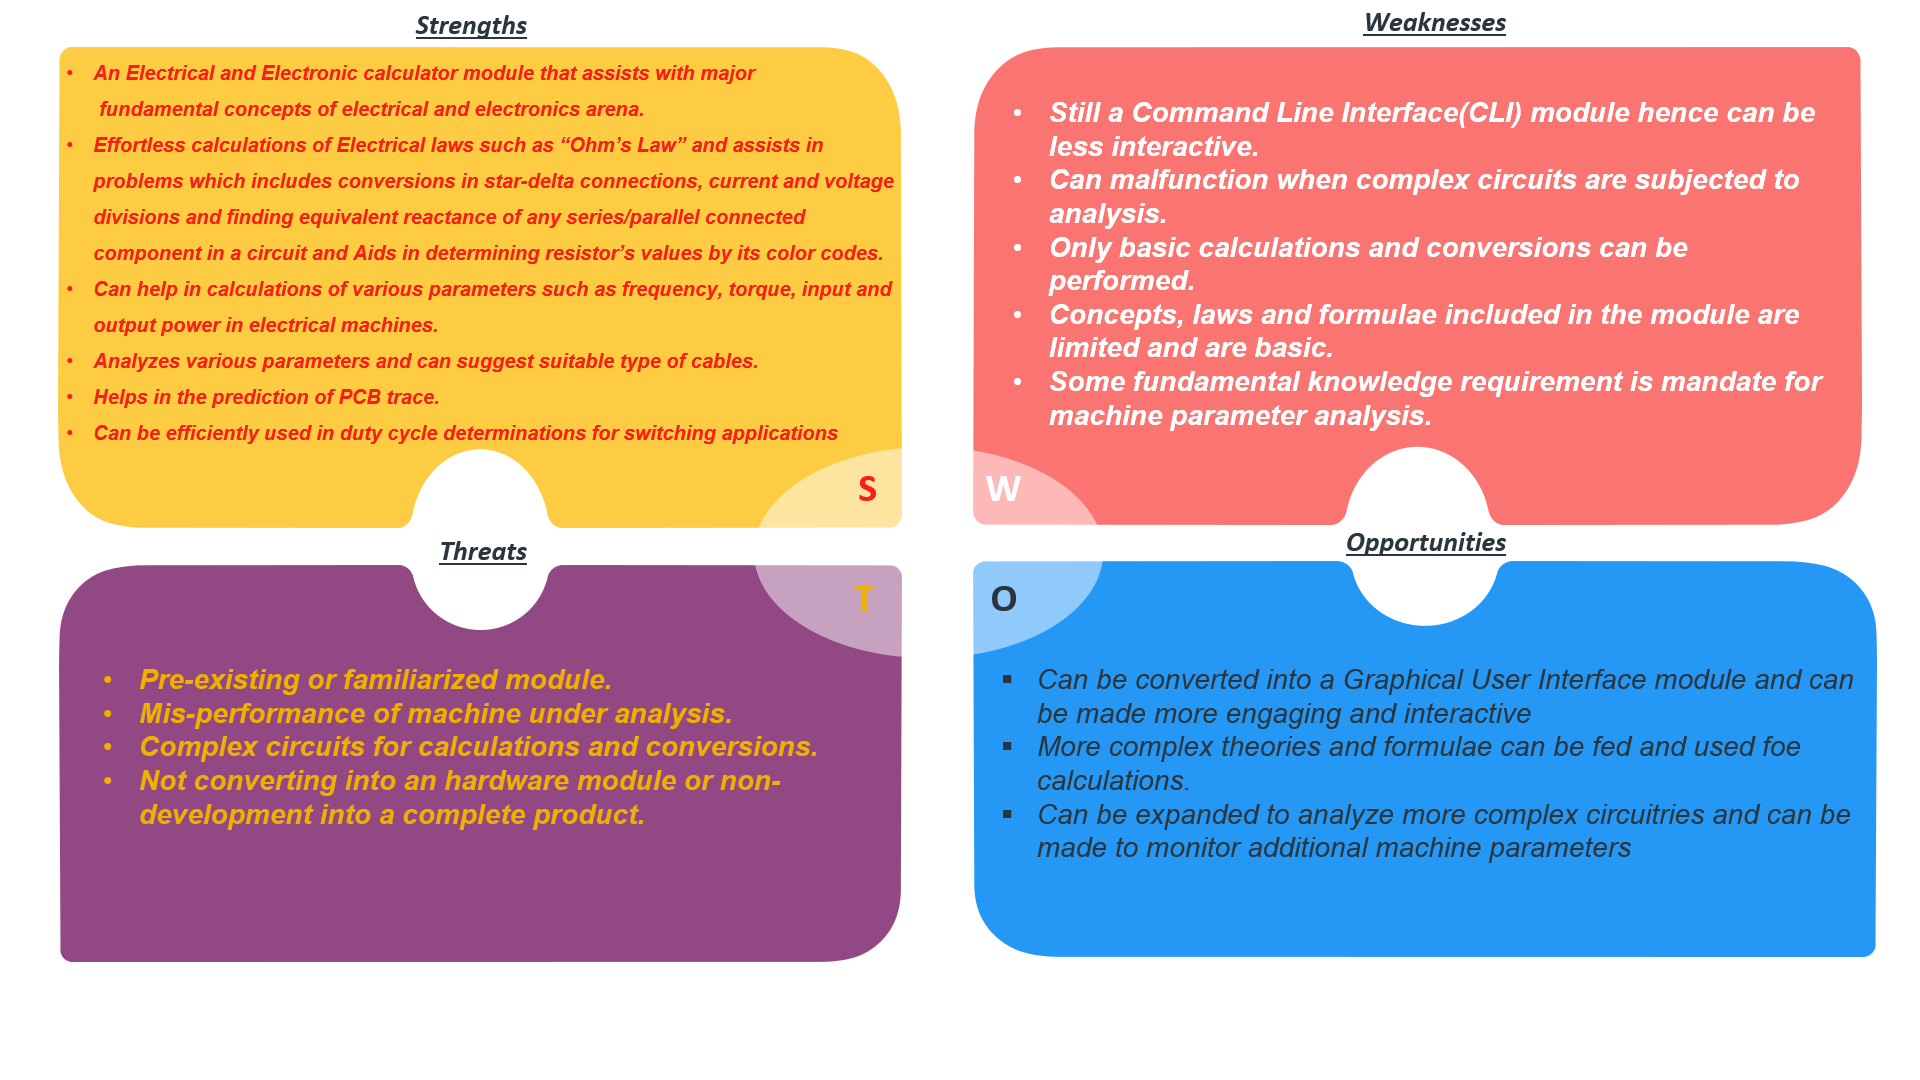 Strengths
• An Electrical and Electronic calculator module that assists with major
fundamental concepts of electrical and electronics arena.
• Effortless calculations of Electrical laws such as “Ohm’s Law” and assists in
problems which includes conversions in star-delta connections, current and voltage
divisions and finding equivalent reactance of any series/parallel connected
component in a circuit and Aids in determining resistor’s values by its color codes.
• Can help in calculations of various parameters such as frequency, torque, input and
output power in electrical machines.
• Analyzes various parameters and can suggest suitable type of cables.
• Helps in the prediction of PCB trace.
• Can be efficiently used in duty cycle determinations for switching applications
S
Weaknesses
• Still a Command Line Interface(CLI) module hence can be
less interactive.
• Can malfunction when complex circuits are subjected to
analysis.
• Only basic calculations and conversions can be
performed.
• Concepts, laws and formulae included in the module are
limited and are basic.
• Some fundamental knowledge requirement is mandate for
machine parameter analysis.
W
Threats
T
• Pre-existing or familiarized module.
• Mis-performance of machine under analysis.
• Complex circuits for calculations and conversions.
• Not converting into an hardware module or non-
development into a complete product.
Opportunities
O
▪ Can be converted into a Graphical User Interface module and can
be made more engaging and interactive
▪ More complex theories and formulae can be fed and used foe
calculations.
▪ Can be expanded to analyze more complex circuitries and can be
made to monitor additional machine parameters